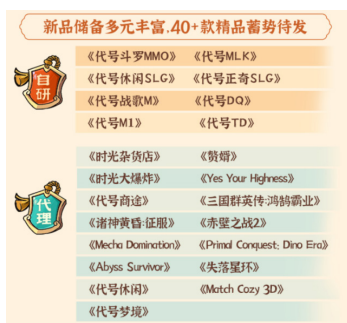 新品储备多元丰富,40+款精品蓄势待发
自研
《代号斗罗MMO》 《代号MLK》
《代号休闲SLG》 《代号正奇SLG》
《代号战歌M》 《代号DQ》
《代号M1》 《代号TD》
代理
《时光杂货店》 《赘婿》
《时光大爆炸》 《Yes Your Highness》
《代号商途》 《三国群英传:鸿鹄霸业》
《诸神黄昏:征服》 《赤壁之战2》
《Mecha Domination》 《Primal Conquest: Dino Era》
《Abyss Survivor》 《失落星环》
《代号休闲》 《Match Cozy 3D》
《代号梦境》